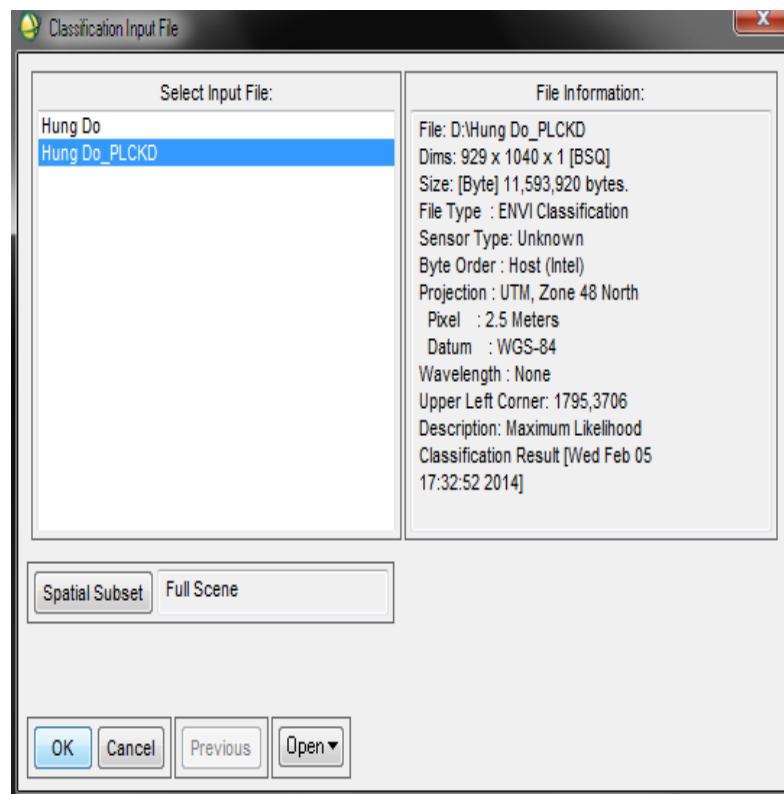 Classification Input File
X
Select Input File:
Hung Do
Hung Do_PLCKD
File Information:
File: D:\Hung Do_PLCKD
Dims: 929 x 1040 x 1 [BSQ]
Size: [Byte] 11,593,920 bytes.
File Type : ENVI Classification
Sensor Type: Unknown
Byte Order : Host (Intel)
Projection : UTM, Zone 48 North
Pixel : 2.5 Meters
Datum : WGS-84
Wavelength : None
Upper Left Corner: 1795,3706
Description: Maximum Likelihood
Classification Result [Wed Feb 05
17:32:52 2014]
Spatial Subset
Full Scene
OK
Cancel
Previous
Open